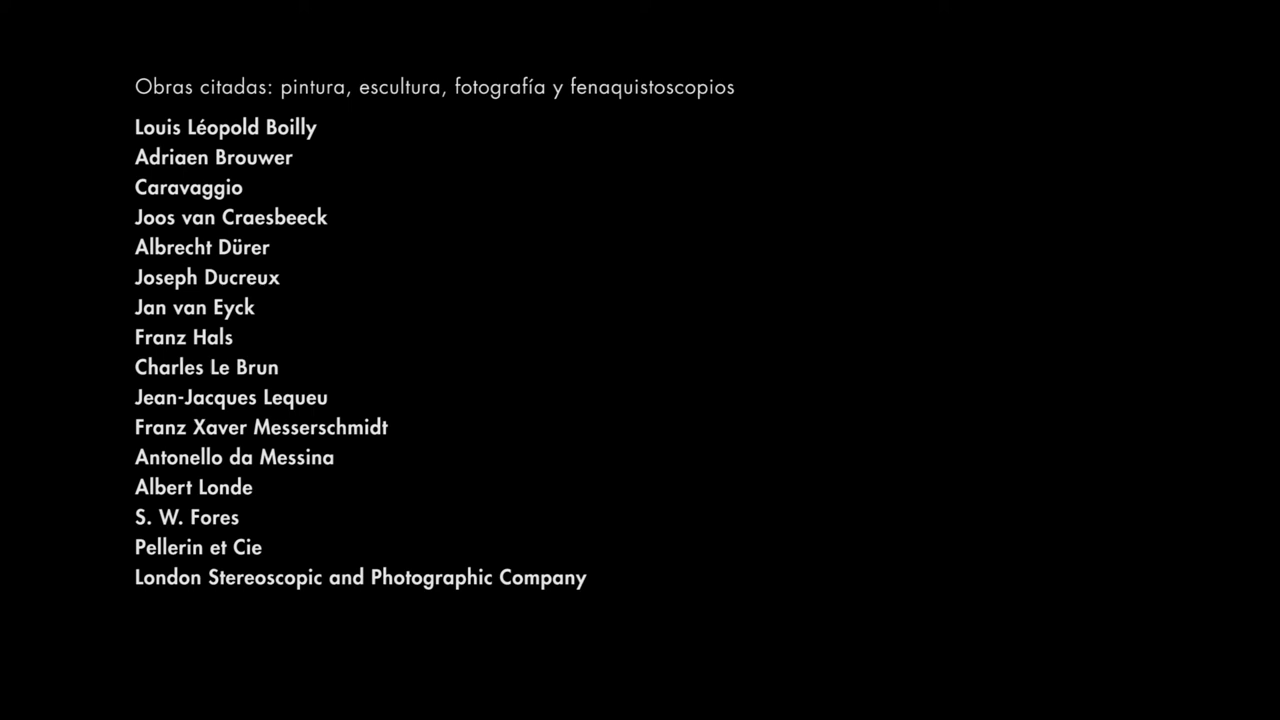 Obras citadas: pintura, escultura, fotografía y fenaquistoscopios
Louis Léopold Boilly
Adriaen Brouwer
Caravaggio
Joos van Craesbeeck
Albrecht Dürer
Joseph Ducreux
Jan van Eyck
Franz Hals
Charles Le Brun
Jean-Jacques Lequeu
Franz Xaver Messerschmidt
Antonello da Messina
Albert Londe
S. W. Fores
Pellerin et Cie
London Stereoscopic and Photographic Company